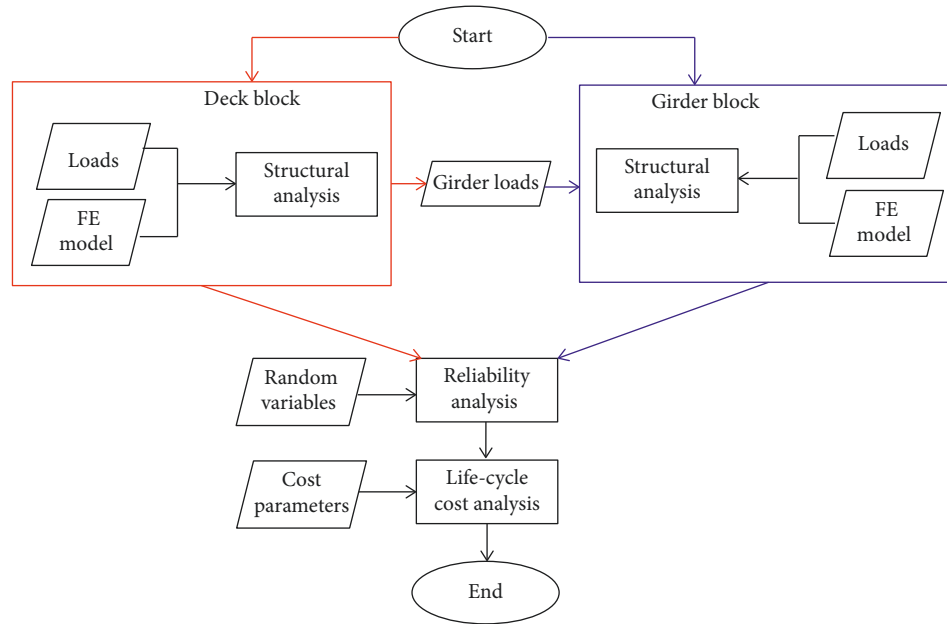 Start
Deck block
Loads
FE
model
Structural
analysis
Girder loads
Girder block
Structural
analysis
Loads
FE
model
Random
variables
Reliability
analysis
Cost
parameters
Life-cycle
cost analysis
End